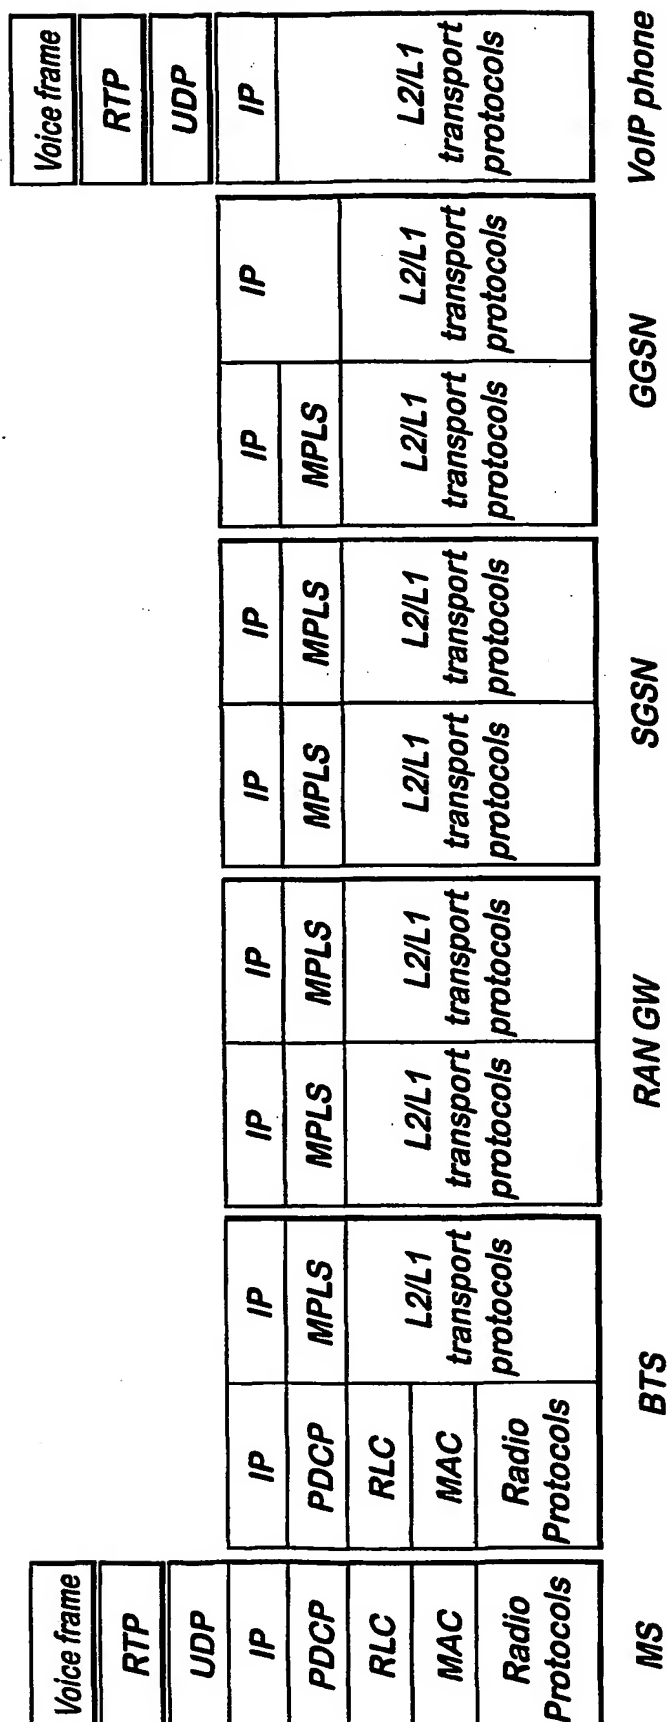 Voice frame
RTP
UDP
IP
PDCP
RLC
MAC
Radio
Protocols
MS
IP
PDCP
RLC
MAC
Radio
Protocols
IP
MPLS
L2/L1
transport
protocols
BTS
IP
MPLS
L2/L1
transport
protocols
IP
MPLS
L2/L1
transport
protocols
RAN GW
IP
MPLS
L2/L1
transport
protocols
IP
MPLS
L2/L1
transport
protocols
SGSN
IP
MPLS
L2/L1
transport
protocols
IP
L2/L1
transport
protocols
GGSN
Voice frame
RTP
UDP
IP
L2/L1
transport
protocols
VoIP phone